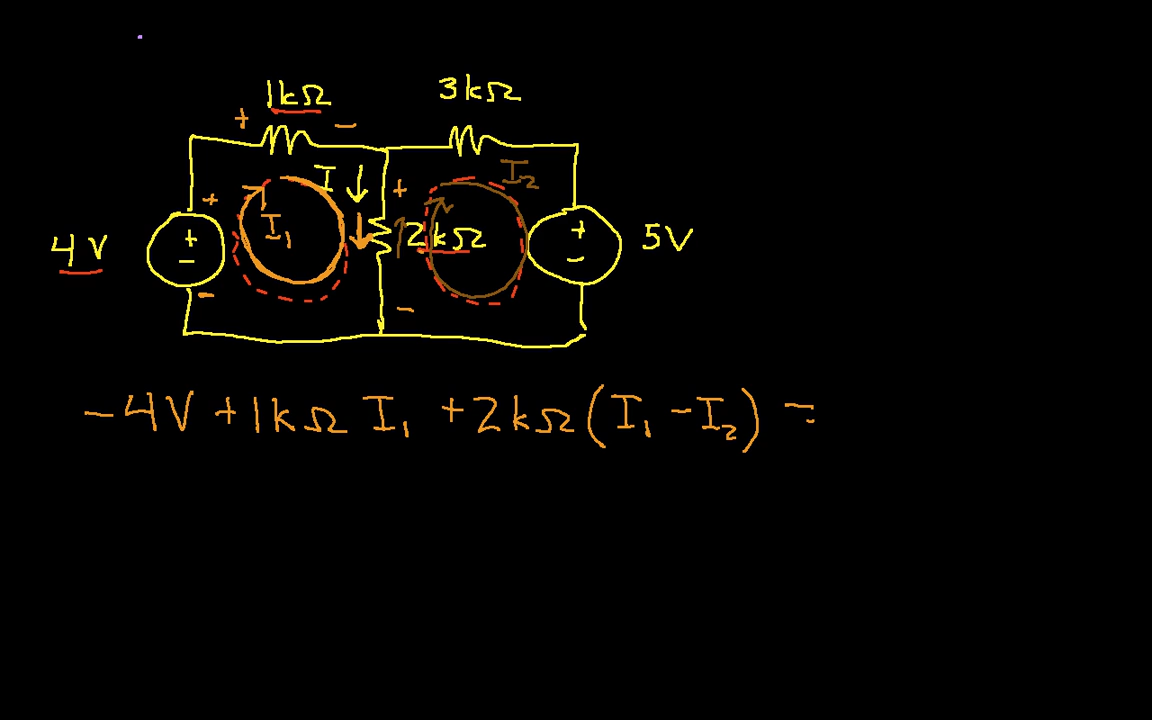 1kΩ 3kΩ
+ -
I I₂
+ +
I₁
4V + - 2kΩ + - 5V
- -
-4V + 1kΩ I₁ + 2kΩ (I₁ - I₂) =